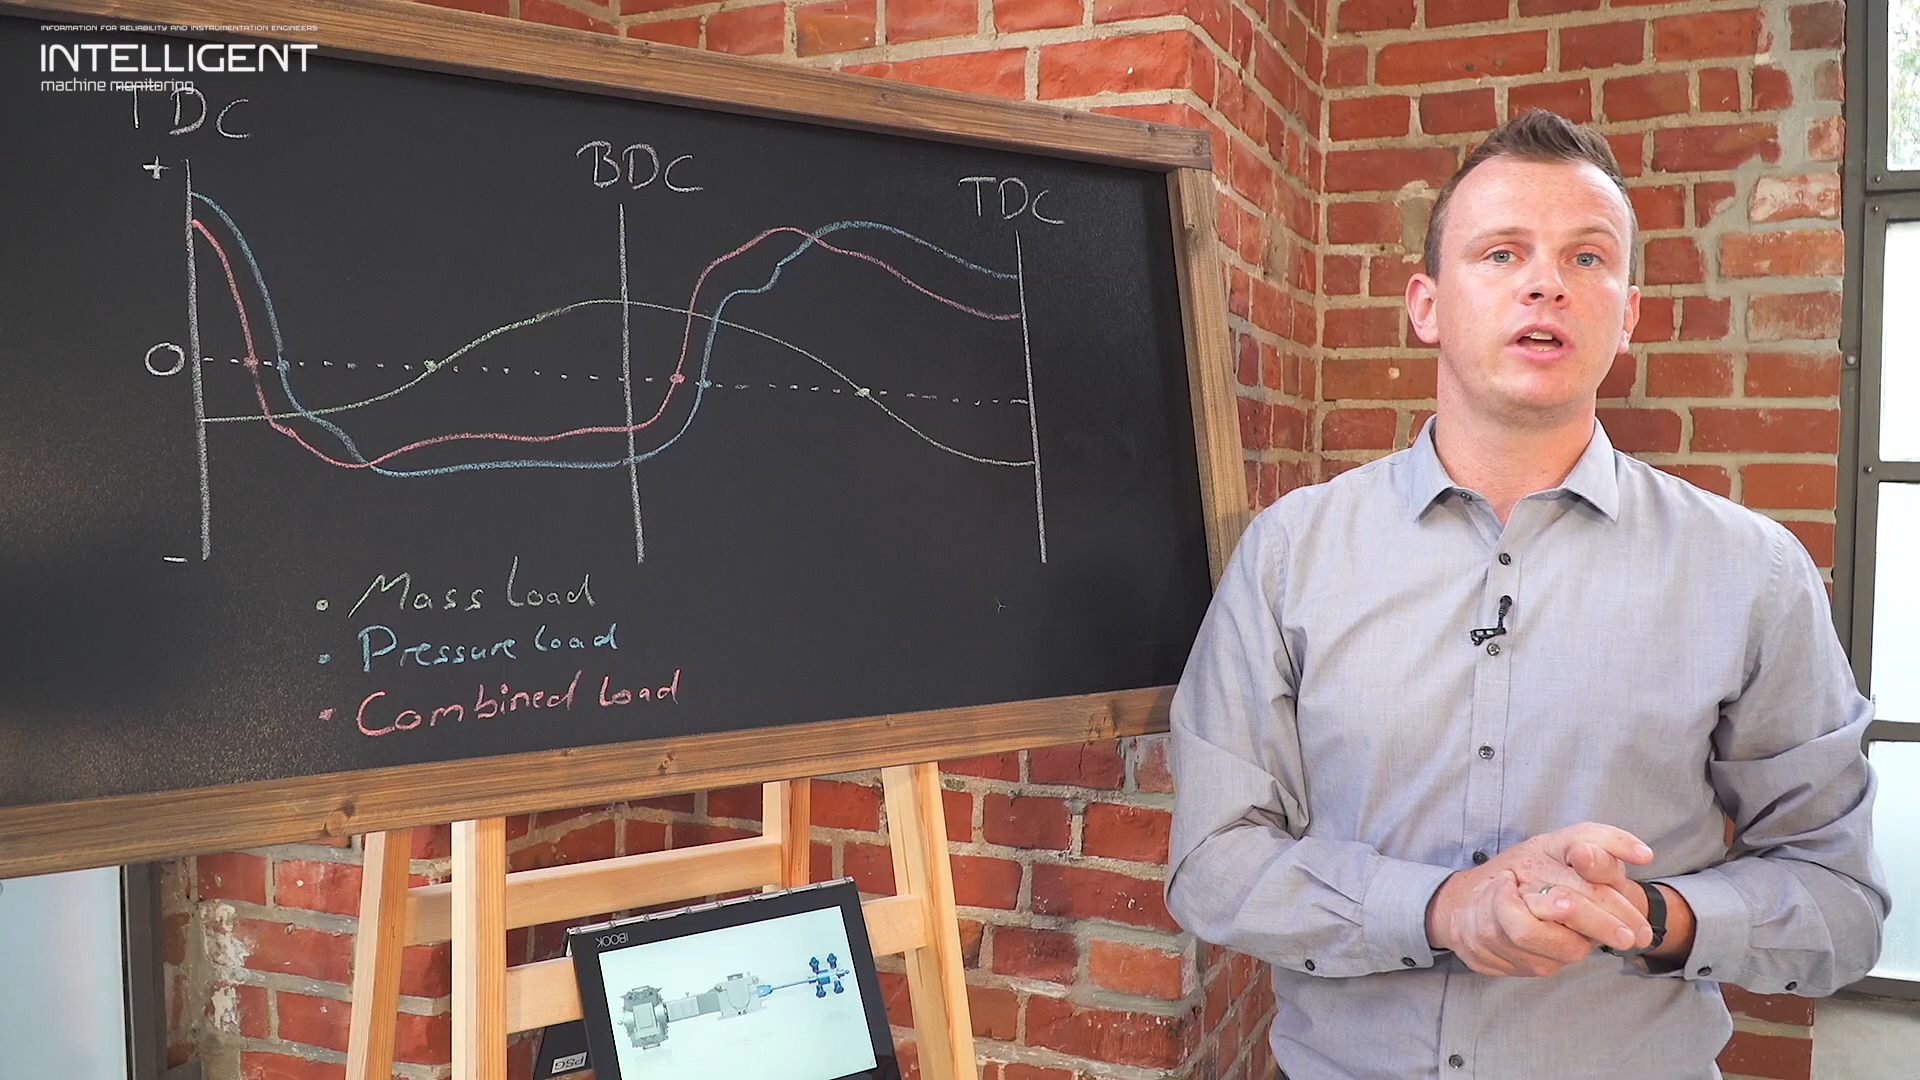 INFORMATION FOR RELIABILITY AND INSTRUMENTATION ENGINEERS
INTELLIGENT
machine monitoring
TDC
BDC
TDC
+
0
-
• Mass Load
• Pressure Load
• Combined Load
iBOOK
PSG